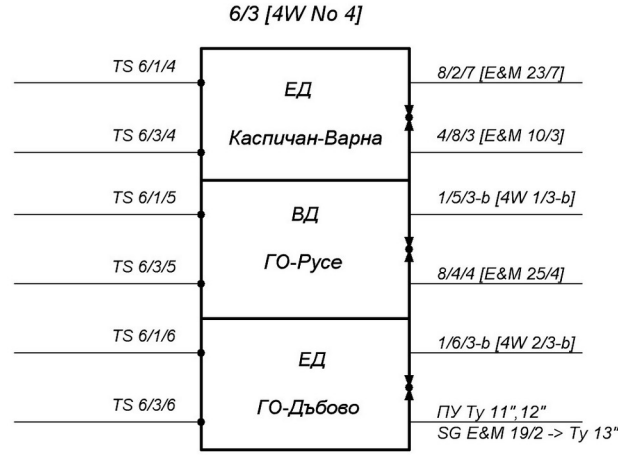 6/3 [4W No 4]
TS 6/1/4
ЕД
8/2/7 [E&M 23/7]
TS 6/3/4
Каспичан-Варна
4/8/3 [E&M 10/3]
TS 6/1/5
ВД
1/5/3-b [4W 1/3-b]
ГО-Русе
TS 6/3/5
8/4/4 [E&M 25/4]
TS 6/1/6
ЕД
1/6/3-b [4W 2/3-b]
TS 6/3/6
ГО-Дъбово
ПУ Ту 11",12"
SG E&M 19/2 -> Ту 13"